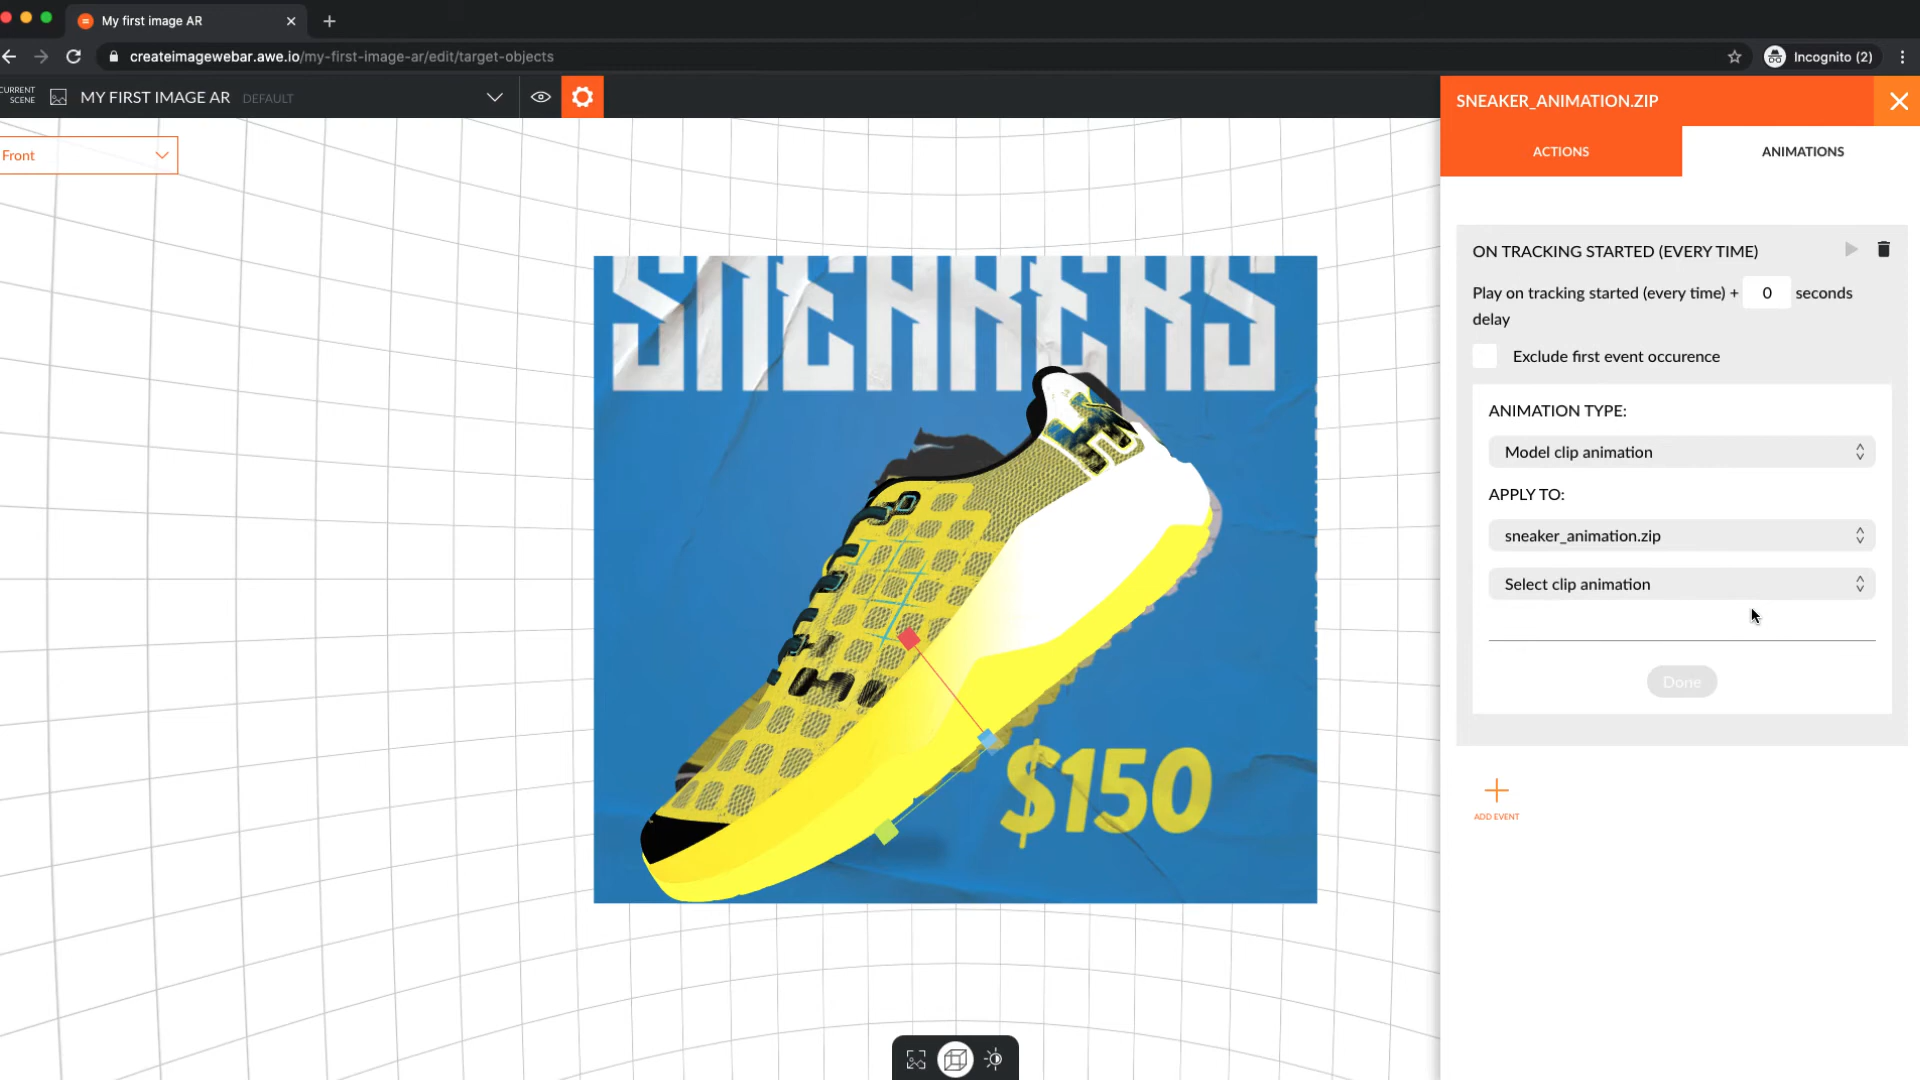 My first image AR
createimagewebar.awe.io/my-first-image-ar/edit/target-objects
Incognito (2)
CURRENT
SCENE
MY FIRST IMAGE AR DEFAULT
Front
SNEAKERS
$150
SNEAKER_ANIMATION.ZIP
ACTIONS
ANIMATIONS
ON TRACKING STARTED (EVERY TIME)
Play on tracking started (every time) + 0 seconds
delay
Exclude first event occurence
ANIMATION TYPE:
Model clip animation
APPLY TO:
sneaker_animation.zip
Select clip animation
Done
ADD EVENT